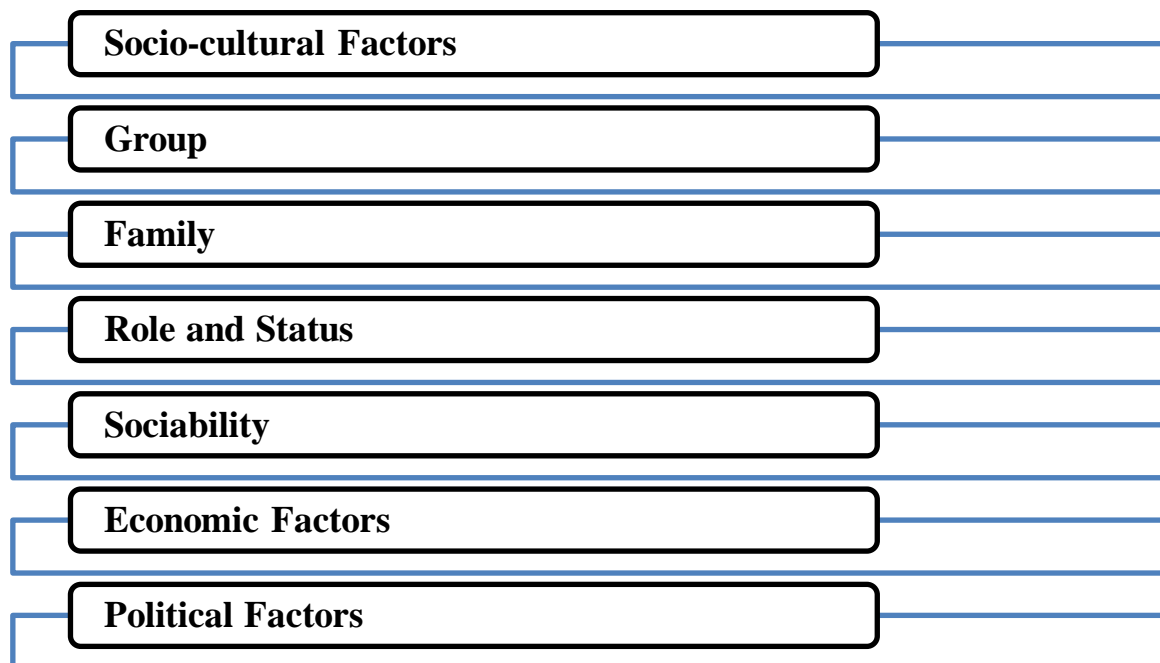 Socio-cultural Factors
Group
Family
Role and Status
Sociability
Economic Factors
Political Factors